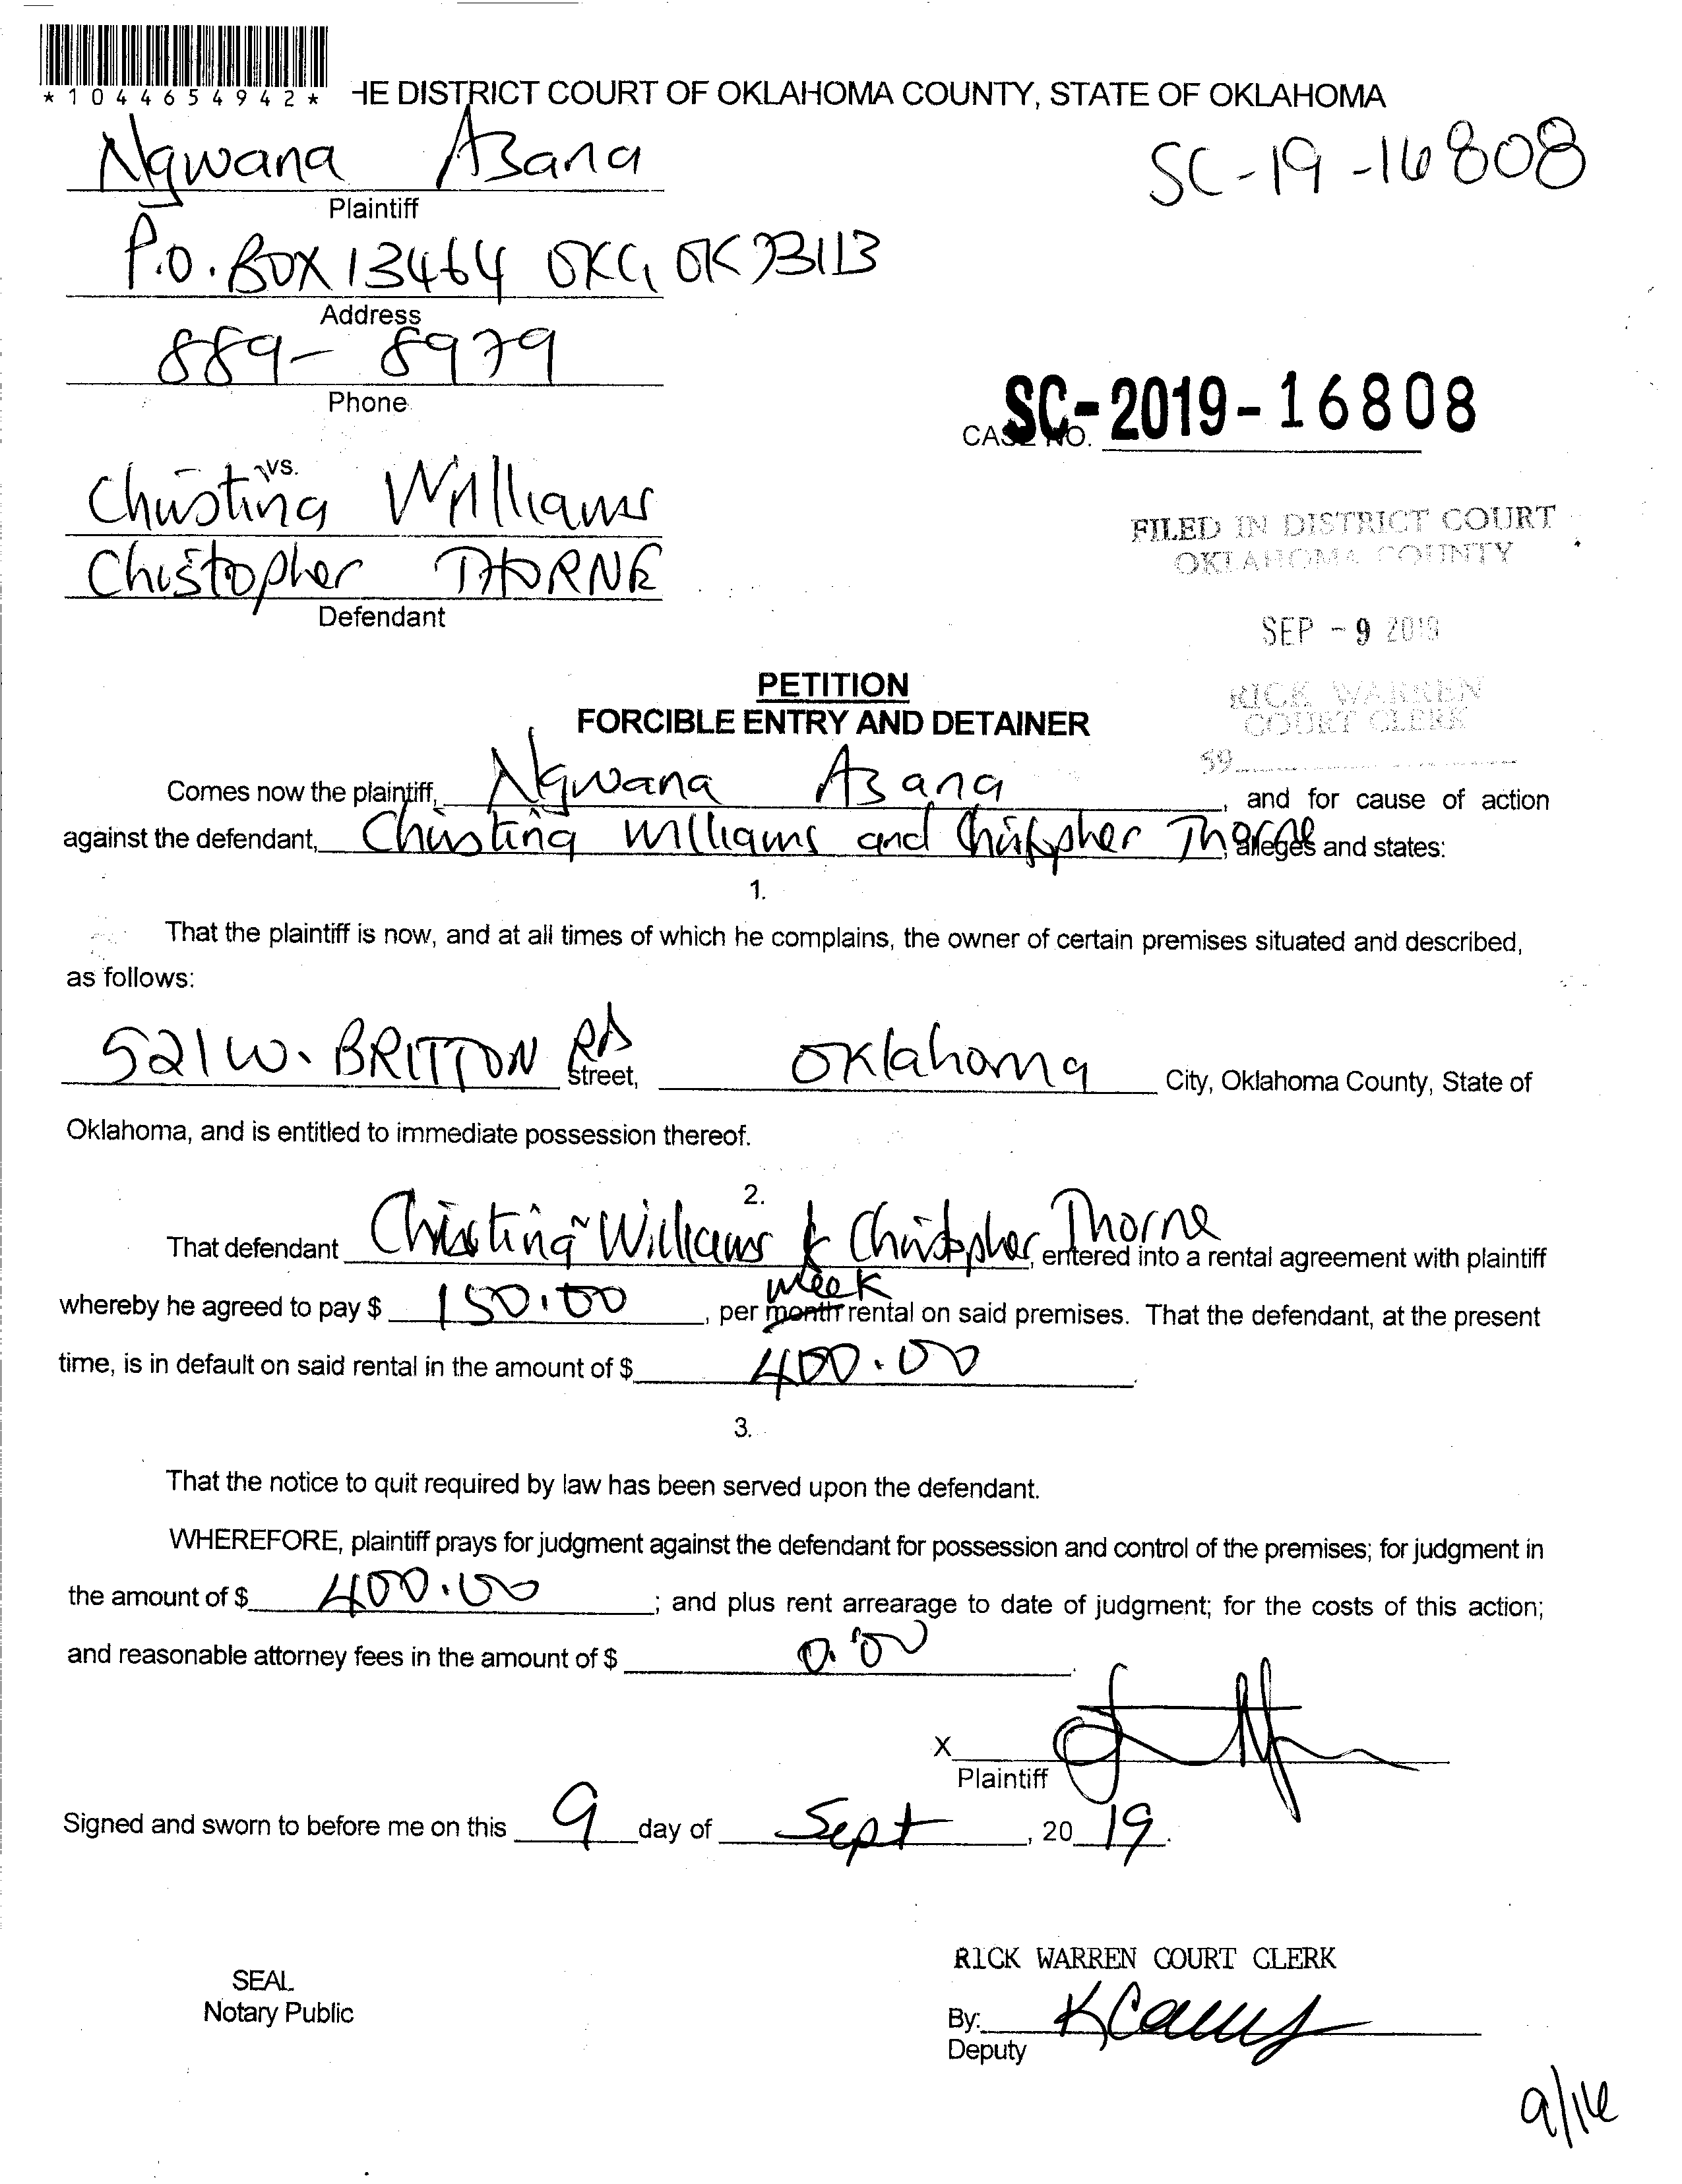 *1044654942*
HE DISTRICT COURT OF OKLAHOMA COUNTY, STATE OF OKLAHOMA
Ngwana Azana
SC-19-16808
Plaintiff
P.O. BOX 13464 OKC, OK 73113
Address
889-8979
Phone
SC-2019-16808
CASE NO.
vs.
Christina Williams
FILED IN DISTRICT COURT
OKLAHOMA COUNTY
Chistopher THORNE
Defendant
SEP - 9 2019
PETITION
RICK WARREN
COURT CLERK
FORCIBLE ENTRY AND DETAINER
59
Comes now the plaintiff, Ngwana Azana, and for cause of action
against the defendant, Christina Williams and Christopher Thorne, alleges and states:
1.
That the plaintiff is now, and at all times of which he complains, the owner of certain premises situated and described,
as follows:
521 W. BRITTON Rd Street, Oklahoma City, Oklahoma County, State of
Oklahoma, and is entitled to immediate possession thereof.
2.
That defendant Christina Williams & Christopher Thorne, entered into a rental agreement with plaintiff
whereby he agreed to pay $ 150.00, per month week rental on said premises. That the defendant, at the present
time, is in default on said rental in the amount of $ 400.00.
3.
That the notice to quit required by law has been served upon the defendant.
WHEREFORE, plaintiff prays for judgment against the defendant for possession and control of the premises; for judgment in
the amount of $ 400.00; and plus rent arrearage to date of judgment; for the costs of this action;
and reasonable attorney fees in the amount of $ 0.00.
X
Plaintiff
Signed and sworn to before me on this 9 day of Sept, 20 19.
RICK WARREN COURT CLERK
SEAL
Notary Public
By:
Deputy
9/16